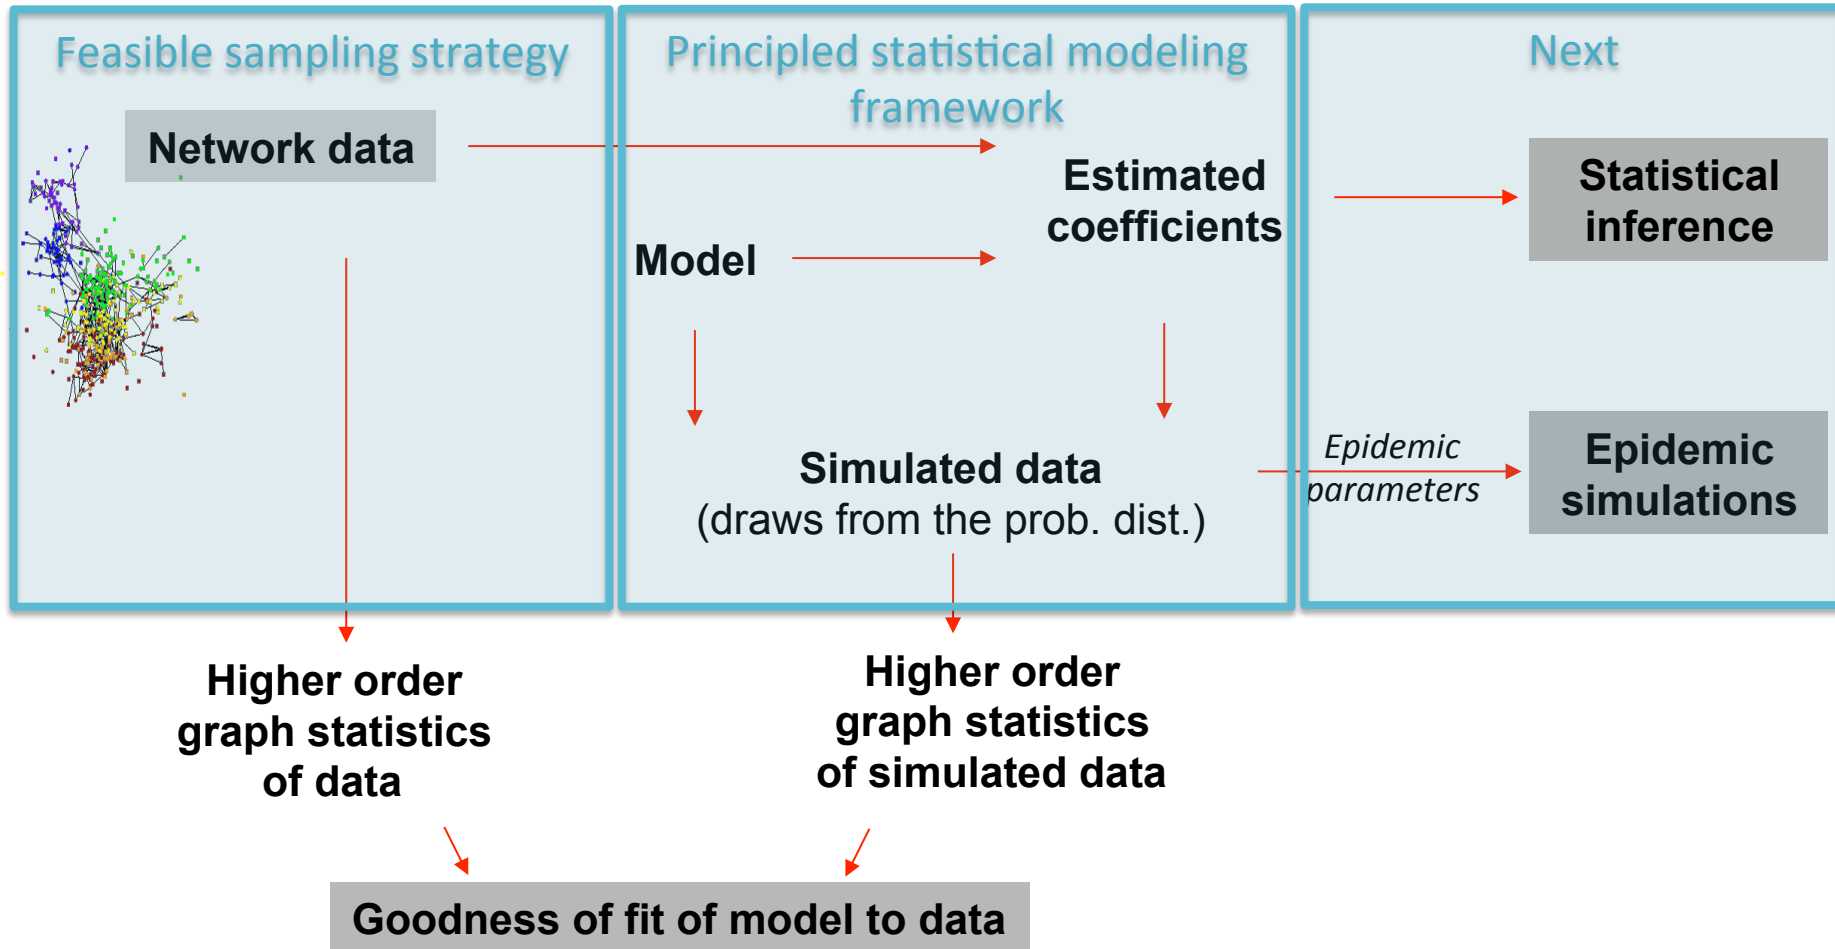 Feasible sampling strategy
Network data
Principled statistical modeling
framework
Estimated
coefficients
Model
Simulated data
(draws from the prob. dist.)
Next
Statistical
inference
Epidemic
parameters
Epidemic
simulations
Higher order
graph statistics
of data
Higher order
graph statistics
of simulated data
Goodness of fit of model to data